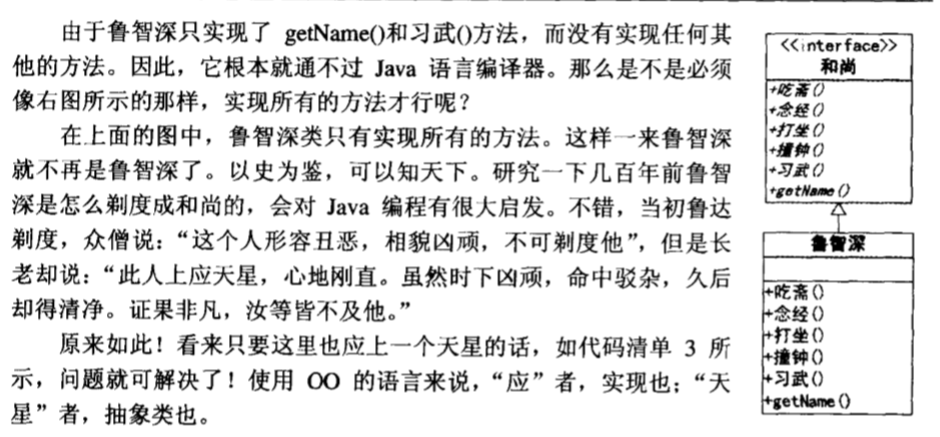 由于鲁智深只实现了 getName()和习武()方法，而没有实现任何其
他的方法。因此，它根本就通不过 Java 语言编译器。那么是不是必须
像右图所示的那样，实现所有的方法才行呢？
在上面的图中，鲁智深类只有实现所有的方法。这样一来鲁智深
就不再是鲁智深了。以史为鉴，可以知天下。研究一下几百年前鲁智
深是怎么剃度成和尚的，会对 Java 编程有很大启发。不错，当初鲁达
剃度，众僧说：“这个人形容丑恶，相貌凶顽，不可剃度他”，但是长
老却说：“此人上应天星，心地刚直。虽然时下凶顽，命中驳杂，久后
却得清净。证果非凡，汝等皆不及他。”
原来如此！看来只要这里也应上一个天星的话，如代码清单 3 所
示，问题就可解决了！使用 OO 的语言来说，“应”者，实现也；“天
星”者，抽象类也。
<<interface>>
和尚
+吃斋()
+念经()
+打坐()
+撞钟()
+习武()
+getName()
鲁智深
+吃斋()
+念经()
+打坐()
+撞钟()
+习武()
+getName()